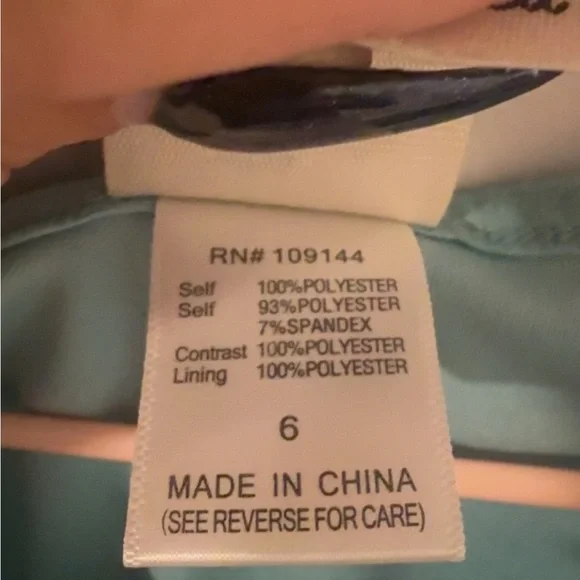 RN# 109144
Self 100%POLYESTER
Self 93%POLYESTER
7%SPANDEX
Contrast 100%POLYESTER
Lining 100%POLYESTER
6
MADE IN CHINA
(SEE REVERSE FOR CARE)